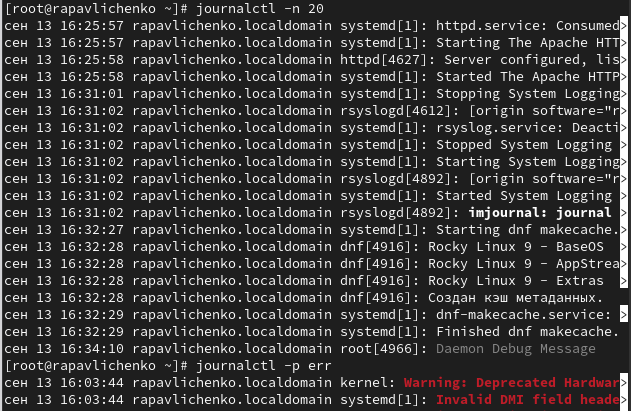 [root@rapavlichenko ~]# journalctl -n 20
сен 13 16:25:57 rapavlichenko.localdomain systemd[1]: httpd.service: Consumed>
сен 13 16:25:57 rapavlichenko.localdomain systemd[1]: Starting The Apache HTT>
сен 13 16:25:58 rapavlichenko.localdomain httpd[4627]: Server configured, lis>
сен 13 16:25:58 rapavlichenko.localdomain systemd[1]: Started The Apache HTTP>
сен 13 16:31:01 rapavlichenko.localdomain systemd[1]: Stopping System Logging>
сен 13 16:31:02 rapavlichenko.localdomain rsyslogd[4612]: [origin software="r>
сен 13 16:31:02 rapavlichenko.localdomain systemd[1]: rsyslog.service: Deacti>
сен 13 16:31:02 rapavlichenko.localdomain systemd[1]: Stopped System Logging >
сен 13 16:31:02 rapavlichenko.localdomain systemd[1]: Starting System Logging>
сен 13 16:31:02 rapavlichenko.localdomain rsyslogd[4892]: [origin software="r>
сен 13 16:31:02 rapavlichenko.localdomain systemd[1]: Started System Logging >
сен 13 16:31:02 rapavlichenko.localdomain rsyslogd[4892]: imjournal: journal >
сен 13 16:32:27 rapavlichenko.localdomain systemd[1]: Starting dnf makecache.>
сен 13 16:32:28 rapavlichenko.localdomain dnf[4916]: Rocky Linux 9 - BaseOS >
сен 13 16:32:28 rapavlichenko.localdomain dnf[4916]: Rocky Linux 9 - AppStrea>
сен 13 16:32:28 rapavlichenko.localdomain dnf[4916]: Rocky Linux 9 - Extras >
сен 13 16:32:28 rapavlichenko.localdomain dnf[4916]: Создан кэш метаданных.
сен 13 16:32:29 rapavlichenko.localdomain systemd[1]: dnf-makecache.service: >
сен 13 16:32:29 rapavlichenko.localdomain systemd[1]: Finished dnf makecache.
сен 13 16:34:10 rapavlichenko.localdomain root[4966]: Daemon Debug Message
[root@rapavlichenko ~]# journalctl -p err
сен 13 16:03:44 rapavlichenko.localdomain kernel: Warning: Deprecated Hardwar>
сен 13 16:03:44 rapavlichenko.localdomain systemd[1]: Invalid DMI field heade>